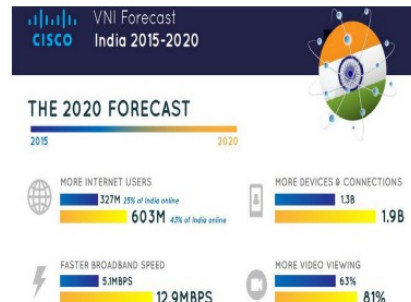 CISCO
VNI Forecast
India 2015-2020
THE 2020 FORECAST
2015 2020
MORE INTERNET USERS
327M 25% of India online
603M 43% of India online
MORE DEVICES & CONNECTIONS
1.3B
1.9B
FASTER BROADBAND SPEED
5.1MBPS
12.9MBPS
MORE VIDEO VIEWING
63%
81%